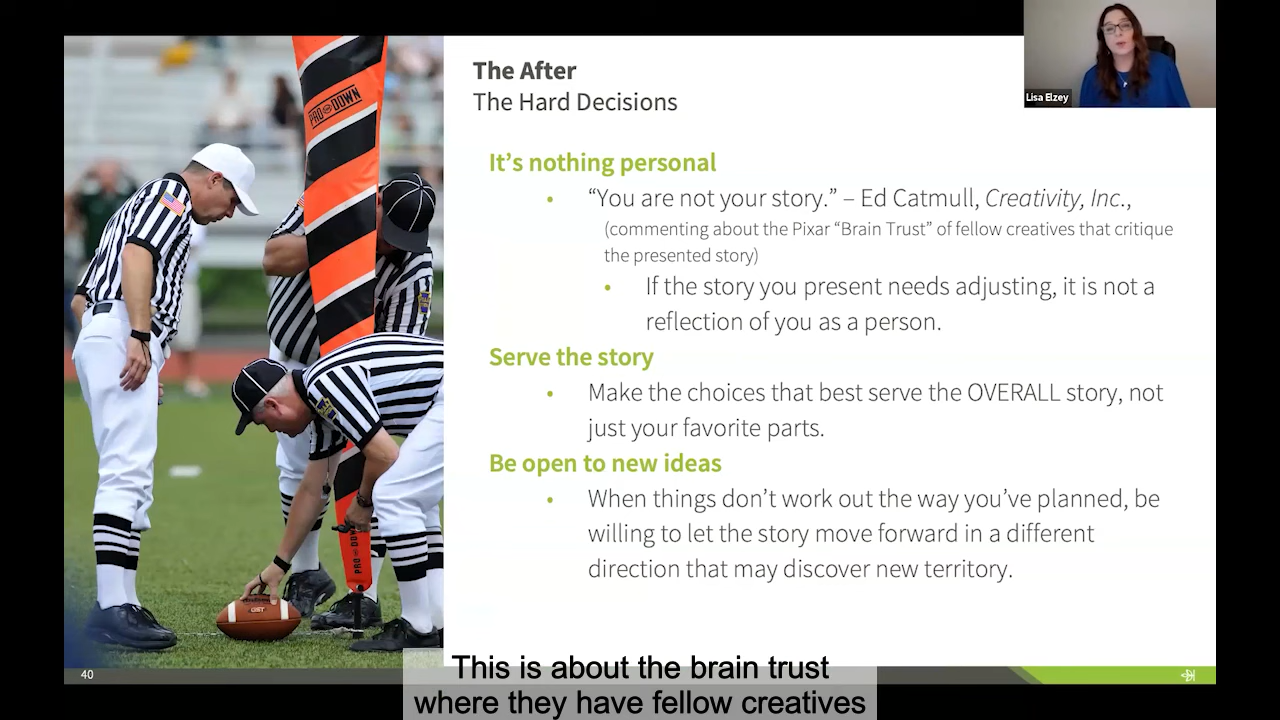 The After
The Hard Decisions
Lisa Elzey
It’s nothing personal
• “You are not your story.” – Ed Catmull, Creativity, Inc.,
(commenting about the Pixar “Brain Trust” of fellow creatives that critique
the presented story)
• If the story you present needs adjusting, it is not a
reflection of you as a person.
Serve the story
• Make the choices that best serve the OVERALL story, not
just your favorite parts.
Be open to new ideas
• When things don’t work out the way you’ve planned, be
willing to let the story move forward in a different
direction that may discover new territory.
PRO DOWN
40
This is about the brain trust
where they have fellow creatives